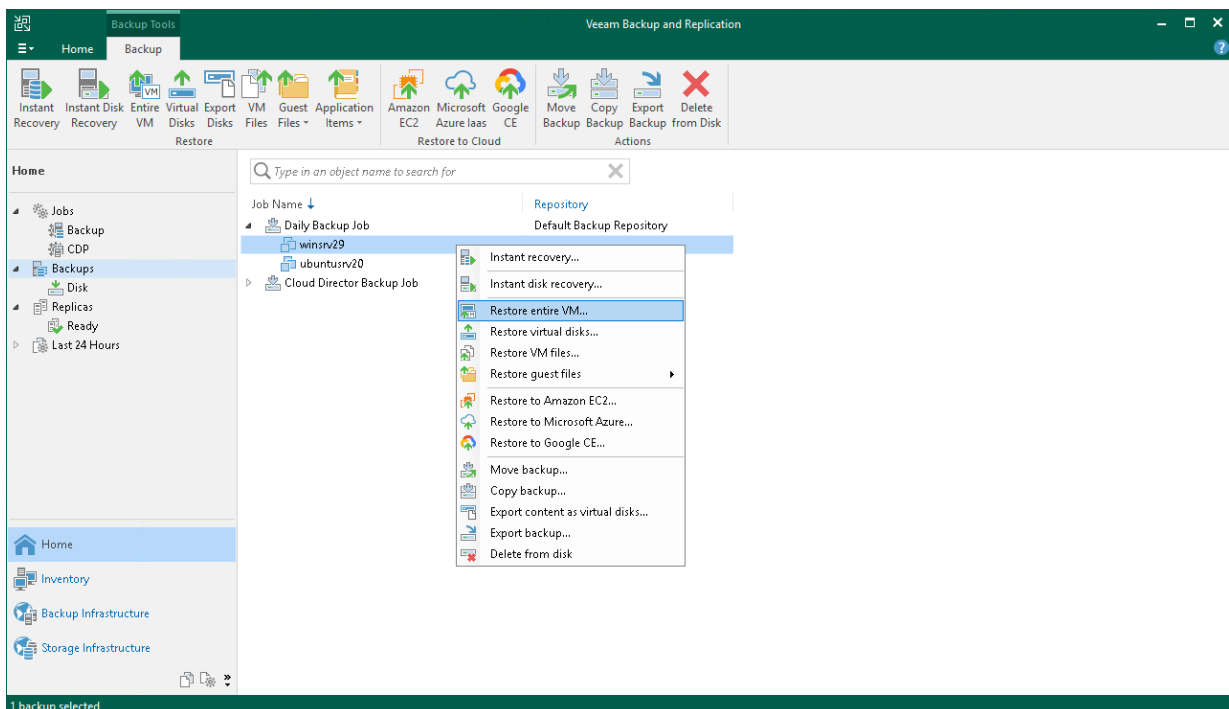 Backup Tools
Veeam Backup and Replication
Home Backup
Instant Recovery
Instant Disk Recovery
Entire VM
Virtual Disks
Export Disks
VM Files
Guest Files
Application Items
Amazon EC2
Microsoft Azure Iaas
Google CE
Move Backup
Copy Backup
Export Backup
Delete from Disk
Restore
Restore to Cloud
Actions
Home
Jobs
Backup
CDP
Backups
Disk
Replicas
Ready
Last 24 Hours
Home
Inventory
Backup Infrastructure
Storage Infrastructure
Type in an object name to search for
Job Name Repository
Daily Backup Job Default Backup Repository
winsrv29
ubuntusrv20
Cloud Director Backup Job
Instant recovery...
Instant disk recovery...
Restore entire VM...
Restore virtual disks...
Restore VM files...
Restore guest files
Restore to Amazon EC2...
Restore to Microsoft Azure...
Restore to Google CE...
Move backup...
Copy backup...
Export content as virtual disks...
Export backup...
Delete from disk
1 backup selected